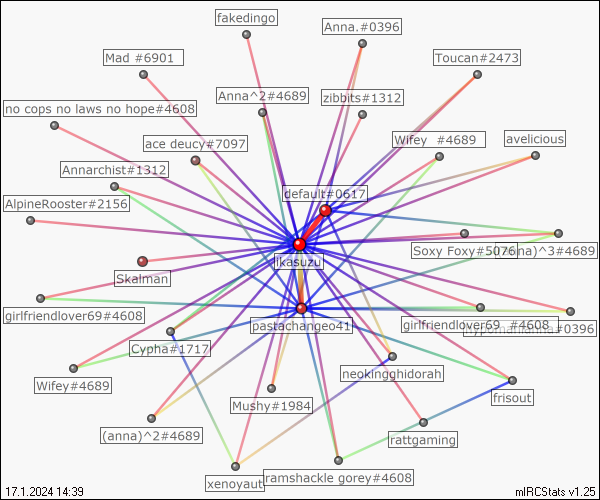 fakedingo
Anna.#0396
Mad #6901
Toucan#2473
Anna^2#4689
zibbits#1312
no cops no laws no hope#4608
ace deucy#7097
Wifey  #4689
avelicious
Annarchist#1312
default#0617
AlpineRooster#2156
Soxy Foxy#5076
na)^3#4689
ikasuzu
Skalman
girlfriendlover69#4608
pastachangeo41
girlfriendlover69  #4608
#0396
Cypha#1717
neokingghidorah
Wifey#4689
frisout
Mushy#1984
(anna)^2#4689
rattgaming
xenoyaut
ramshackle gorey#4608
17.1.2024 14:39
mIRCStats v1.25